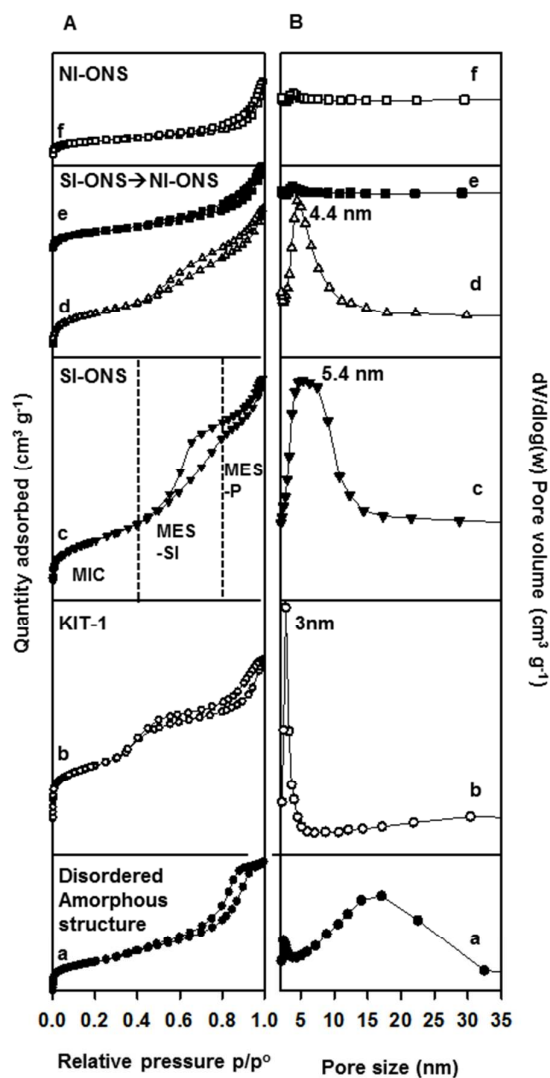 A
B
NI-ONS
f
f
SI-ONS→NI-ONS
e
e
4.4 nm
d
d
SI-ONS
5.4 nm
MES
-P
c
MES
-SI
c
MIC
KIT-1
3nm
b
b
Disordered
Amorphous
structure
a
a
Quantity adsorbed (cm³ g-¹)
dV/dlog(w) Pore volume (cm³ g-¹)
0.0 0.2 0.4 0.6 0.8 1.0
5 10 15 20 25 30 35
Relative pressure p/p⁰
Pore size (nm)